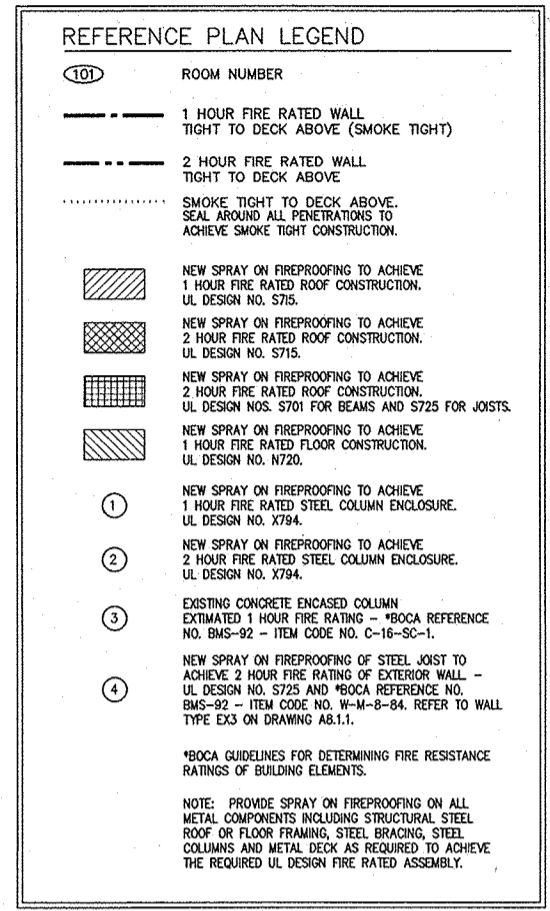 REFERENCE PLAN LEGEND
101 ROOM NUMBER
1 HOUR FIRE RATED WALL
TIGHT TO DECK ABOVE (SMOKE TIGHT)
2 HOUR FIRE RATED WALL
TIGHT TO DECK ABOVE
SMOKE TIGHT TO DECK ABOVE.
SEAL AROUND ALL PENETRATIONS TO
ACHIEVE SMOKE TIGHT CONSTRUCTION.
NEW SPRAY ON FIREPROOFING TO ACHIEVE
1 HOUR FIRE RATED ROOF CONSTRUCTION.
UL DESIGN NO. S715.
NEW SPRAY ON FIREPROOFING TO ACHIEVE
2 HOUR FIRE RATED ROOF CONSTRUCTION.
UL DESIGN NO. S715.
NEW SPRAY ON FIREPROOFING TO ACHIEVE
2 HOUR FIRE RATED ROOF CONSTRUCTION.
UL DESIGN NOS. S701 FOR BEAMS AND S725 FOR JOISTS.
NEW SPRAY ON FIREPROOFING TO ACHIEVE
1 HOUR FIRE RATED FLOOR CONSTRUCTION.
UL DESIGN NO. N720.
NEW SPRAY ON FIREPROOFING TO ACHIEVE
1 1 HOUR FIRE RATED STEEL COLUMN ENCLOSURE.
UL DESIGN NO. X794.
NEW SPRAY ON FIREPROOFING TO ACHIEVE
2 2 HOUR FIRE RATED STEEL COLUMN ENCLOSURE.
UL DESIGN NO. X794.
EXISTING CONCRETE ENCASED COLUMN
3 EXTIMATED 1 HOUR FIRE RATING - *BOCA REFERENCE
NO. BMS-92 - ITEM CODE NO. C-16-SC-1.
NEW SPRAY ON FIREPROOFING OF STEEL JOIST TO
ACHIEVE 2 HOUR FIRE RATING OF EXTERIOR WALL -
4 UL DESIGN NO. S725 AND *BOCA REFERENCE NO.
BMS-92 - ITEM CODE NO. W-M-8-84. REFER TO WALL
TYPE EX3 ON DRAWING A8.1.1.
*BOCA GUIDELINES FOR DETERMINING FIRE RESISTANCE
RATINGS OF BUILDING ELEMENTS.
NOTE: PROVIDE SPRAY ON FIREPROOFING ON ALL
METAL COMPONENTS INCLUDING STRUCTURAL STEEL
ROOF OR FLOOR FRAMING, STEEL BRACING, STEEL
COLUMNS AND METAL DECK AS REQUIRED TO ACHIEVE
THE REQUIRED UL DESIGN FIRE RATED ASSEMBLY.